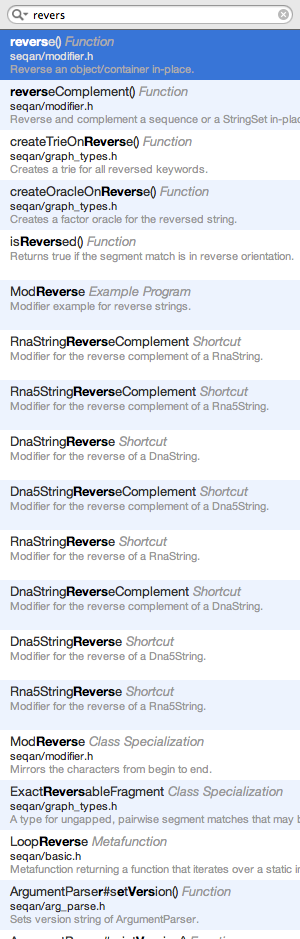 revers
reverse() Function
seqan/modifier.h
Reverse an object/container in-place.
reverseComplement() Function
seqan/modifier.h
Reverse and complement a sequence or a StringSet in-plac
createTrieOnReverse() Function
seqan/graph_types.h
Creates a trie for all reversed keywords.
createOracleOnReverse() Function
seqan/graph_types.h
Creates a factor oracle for the reversed string.
isReversed() Function
Returns true if the segment match is in reverse orientation.
ModReverse Example Program
Modifier example for reverse strings.
RnaStringReverseComplement Shortcut
Modifier for the reverse complement of a RnaString.
Rna5StringReverseComplement Shortcut
Modifier for the reverse complement of a Rna5String.
DnaStringReverse Shortcut
Modifier for the reverse of a DnaString.
Dna5StringReverseComplement Shortcut
Modifier for the reverse complement of a Dna5String.
RnaStringReverse Shortcut
Modifier for the reverse of a RnaString.
DnaStringReverseComplement Shortcut
Modifier for the reverse complement of a DnaString.
Dna5StringReverse Shortcut
Modifier for the reverse of a Dna5String.
Rna5StringReverse Shortcut
Modifier for the reverse of a Rna5String.
ModReverse Class Specialization
seqan/modifier.h
Mirrors the characters from begin to end.
ExactReversableFragment Class Specialization
seqan/graph_types.h
A type for ungapped, pairwise segment matches that may b
LoopReverse Metafunction
seqan/basic.h
Metafunction returning a function that iterates over a static in
ArgumentParser#setVersion() Function
seqan/arg_parse.h
Sets version string of ArgumentParser.